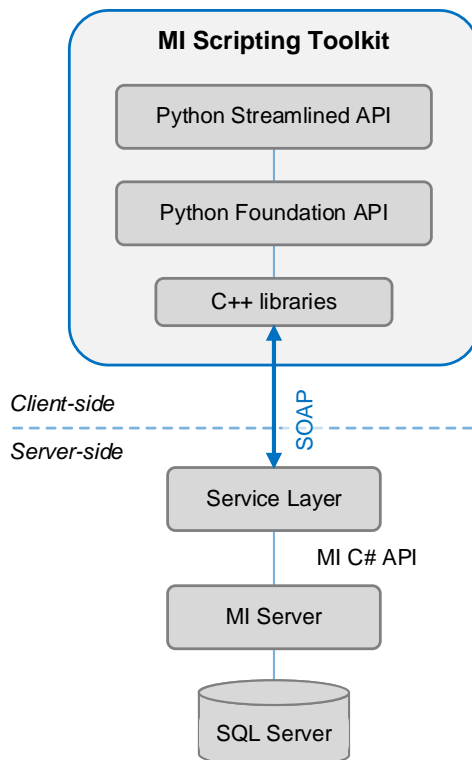 MI Scripting Toolkit
Python Streamlined API
Python Foundation API
C++ libraries
Client-side
SOAP
Server-side
Service Layer
MI C# API
MI Server
SQL Server